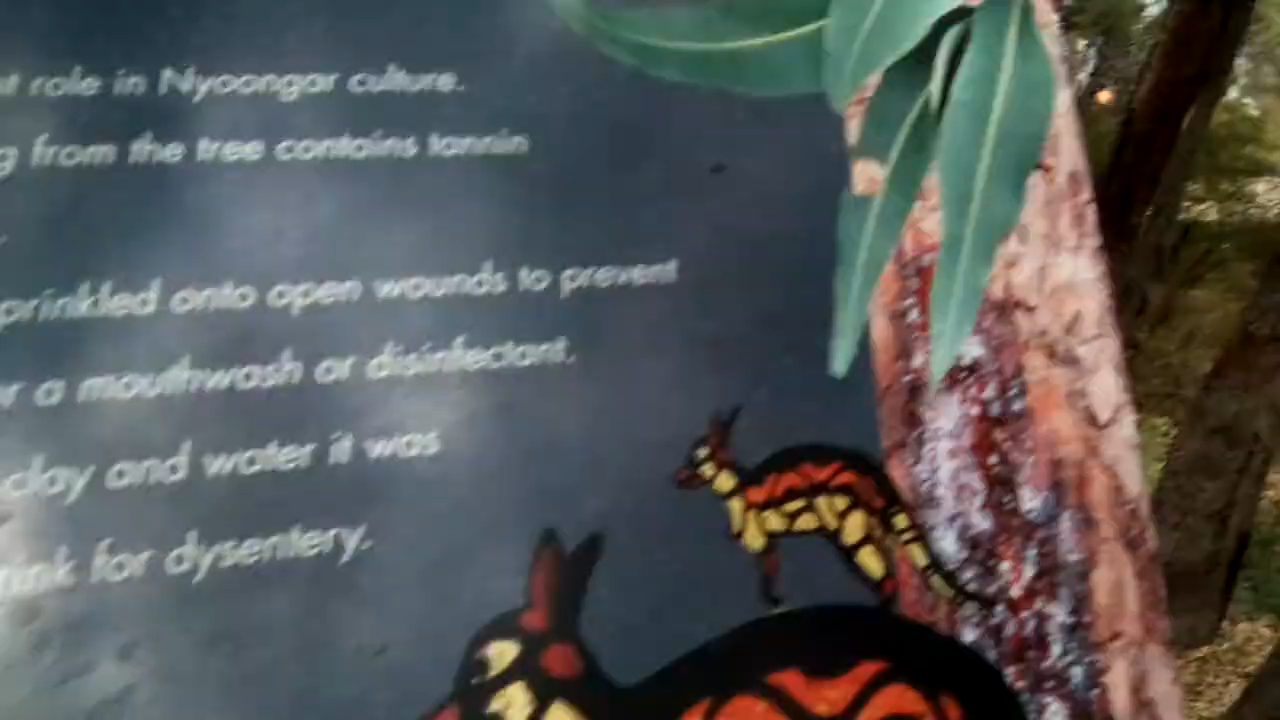 role in Nyoongar culture.
from the tree contains tannin
onto open wounds to prevent
a mouthwash or disinfectant.
clay and water it was
for dysentery.